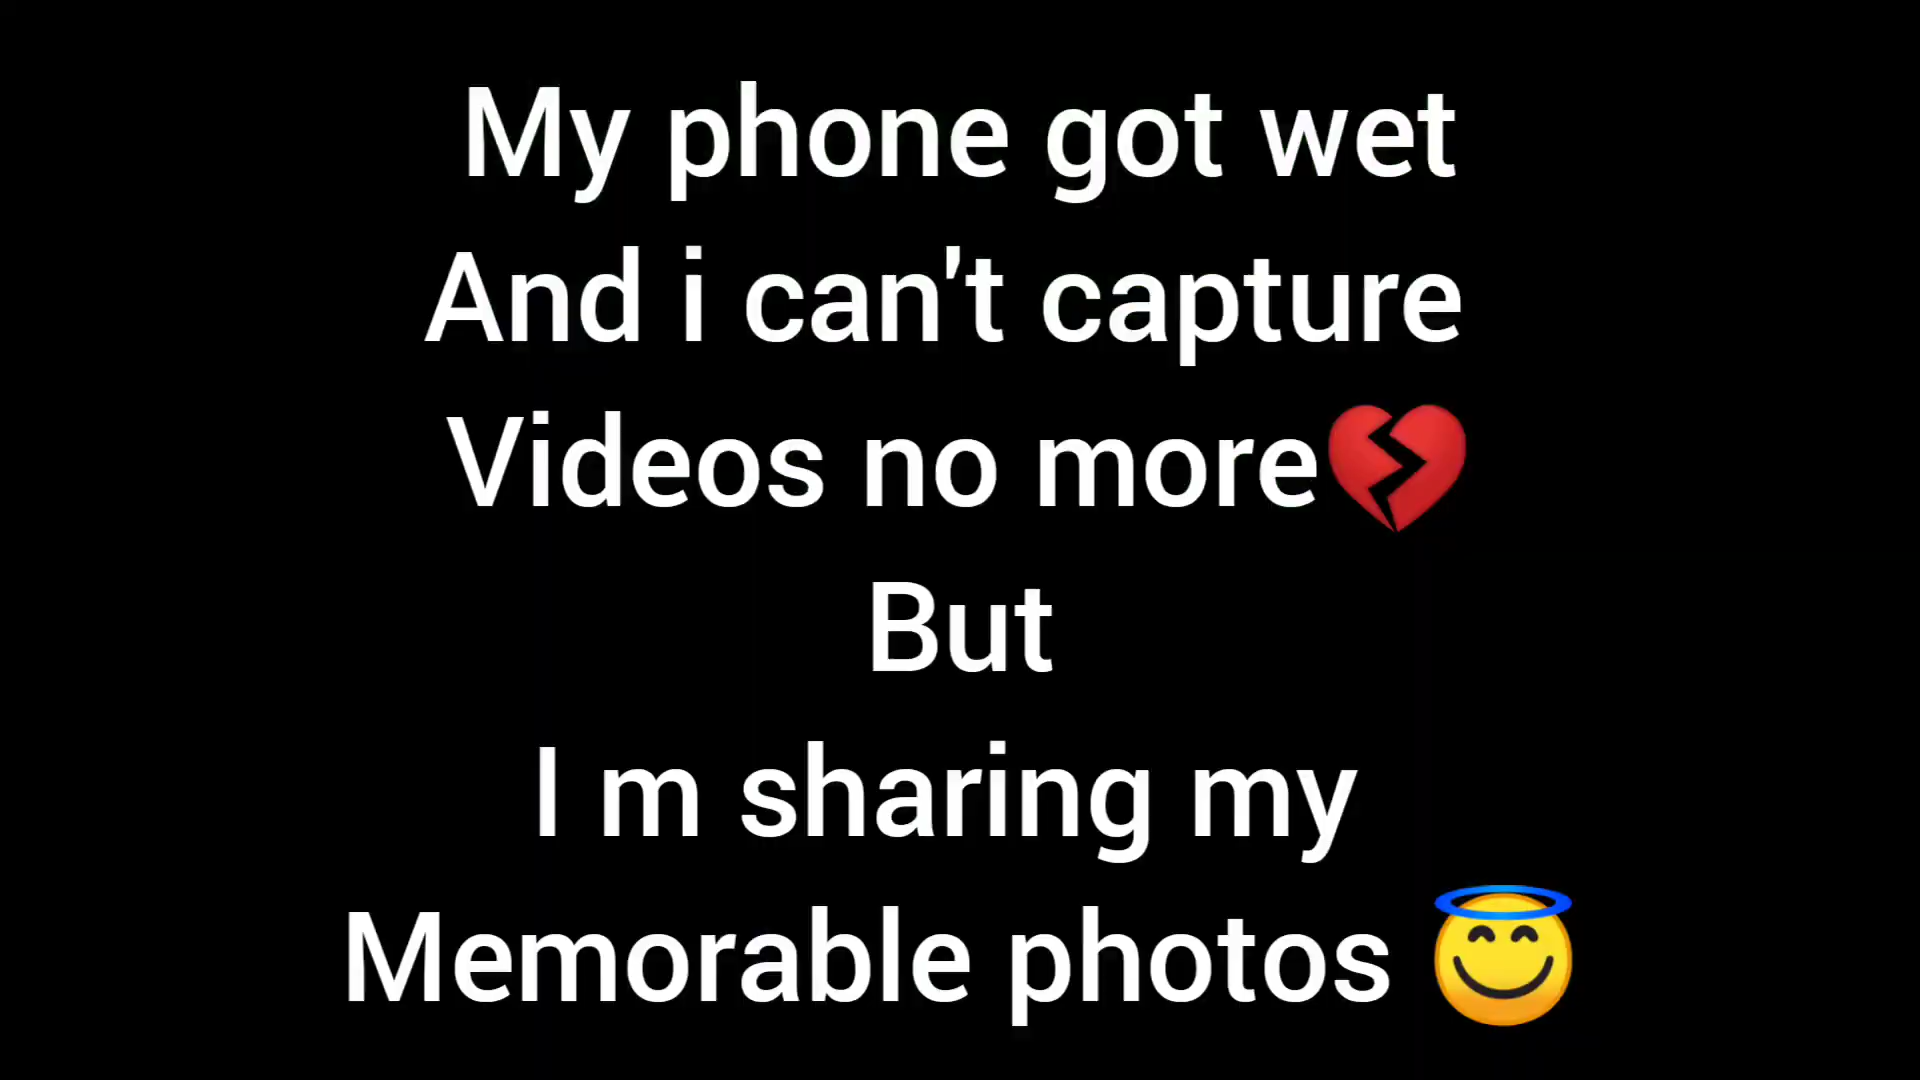 My phone got wet
And i can't capture
Videos no more💔
But
I m sharing my
Memorable photos 😇